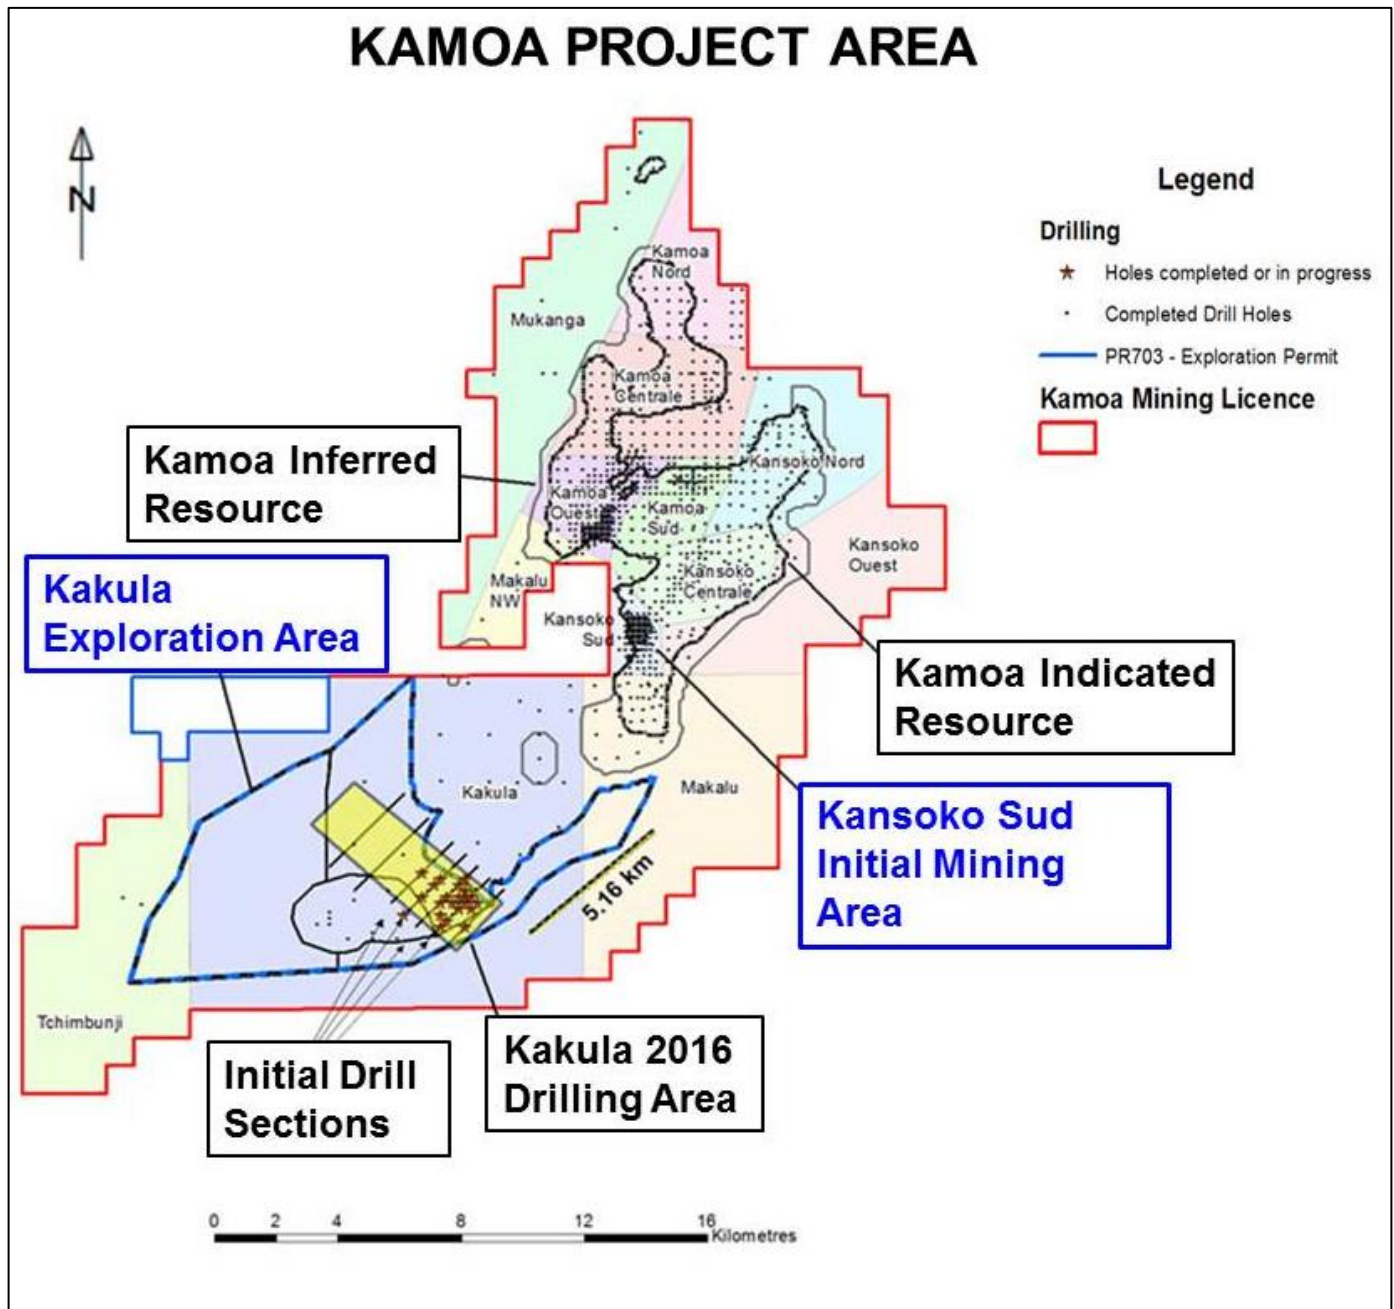 KAMOA PROJECT AREA
N
Legend
Drilling
Holes completed or in progress
Completed Drill Holes
PR703 - Exploration Permit
Kamoa Mining Licence
Kamoa
Nord
Mukanga
Kamoa
Centrale
Kamoa Inferred
Resource
Kansoko Nord
Kamoa
Ouest
Kamoa
Sud
Kansoko
Ouest
Kansoko
Centrale
Makalu
NW
Kansoko
Sud
Kakula
Exploration Area
Kamoa Indicated
Resource
Kakula
Makalu
Kansoko Sud
Initial Mining
Area
5.16 km
Tchimbunji
Initial Drill
Sections
Kakula 2016
Drilling Area
0 2 4 8 12 16
Kilometres